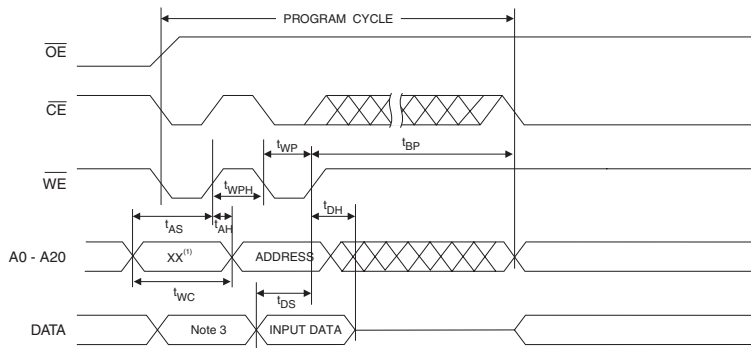 PROGRAM CYCLE
OE
CE
tWP
tBP
WE
tWPH
tDH
tAS
tAH
A0 - A20
XX(1)
ADDRESS
tWC
tDS
DATA
Note 3
INPUT DATA